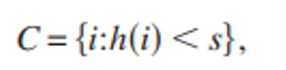 C = {i:h(i) < s},